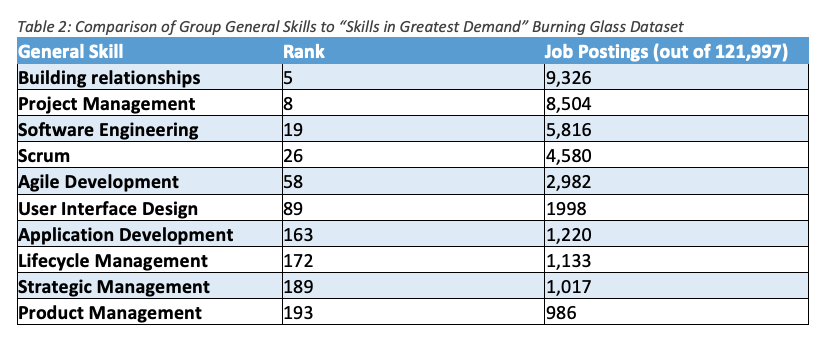 Table 2: Comparison of Group General Skills to “Skills in Greatest Demand” Burning Glass Dataset
General Skill Rank Job Postings (out of 121,997)
Building relationships 5 9,326
Project Management 8 8,504
Software Engineering 19 5,816
Scrum 26 4,580
Agile Development 58 2,982
User Interface Design 89 1998
Application Development 163 1,220
Lifecycle Management 172 1,133
Strategic Management 189 1,017
Product Management 193 986